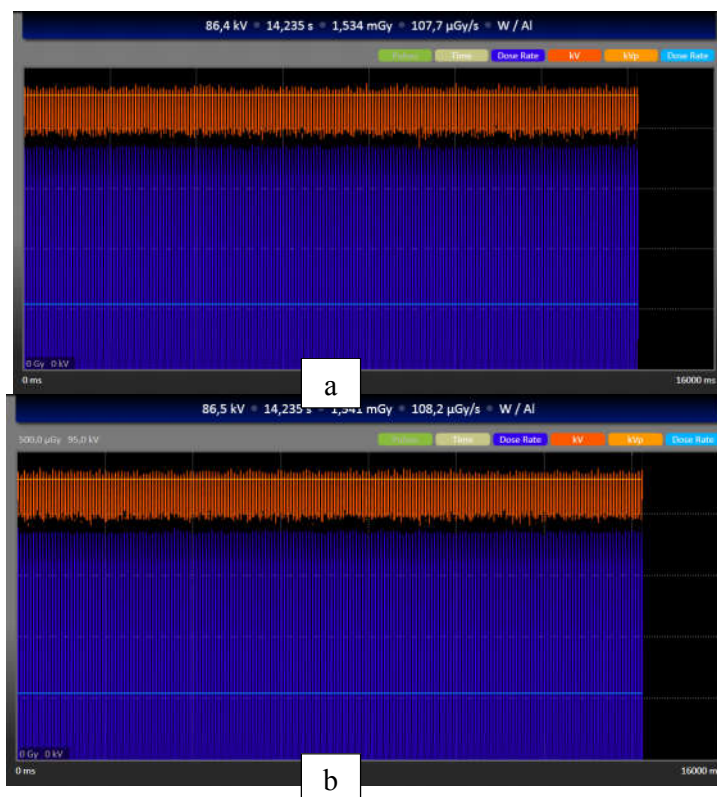 86,4 kV • 14,235 s • 1,534 mGy • 107,7 µGy/s • W / Al
Pulses Time Dose Rate kV kVp Dose Rate
0 Gy 0 kV
0 ms 16000 ms
a
86,5 kV • 14,235 s • 1,541 mGy • 108,2 µGy/s • W / Al
500,0 µGy 95,0 kV Pulses Time Dose Rate kV kVp Dose Rate
0 Gy 0 kV
0 ms 16000 m
b